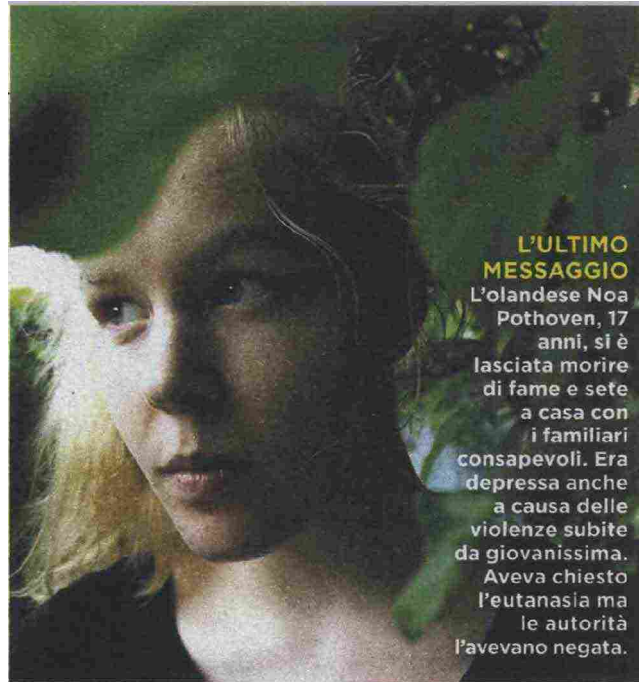 L'ULTIMO
MESSAGGIO
L'olandese Noa
Pothoven, 17
anni, si è
lasciata morire
di fame e sete
a casa con
i familiari
consapevoli. Era
depressa anche
a causa delle
violenze subite
da giovanissima.
Aveva chiesto
l'eutanasia ma
le autorità
l'avevano negata.